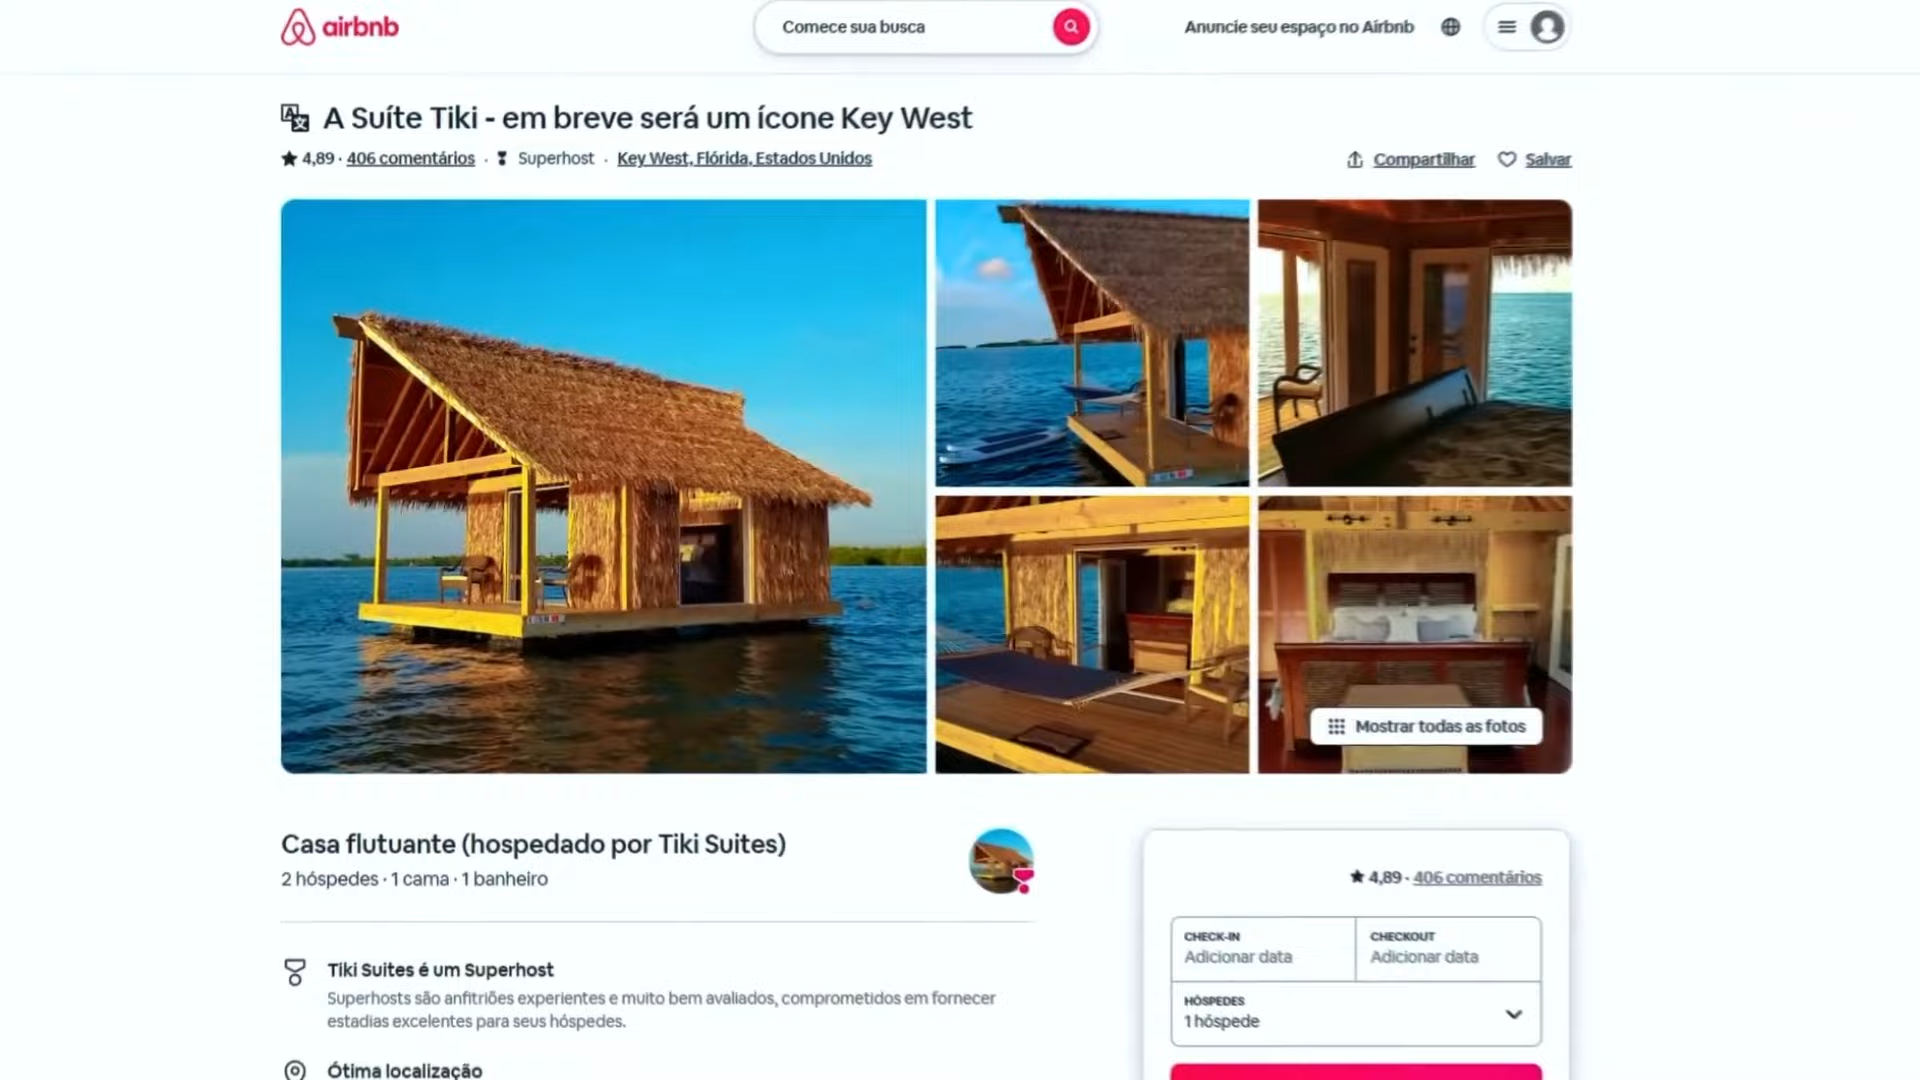 airbnb
Comece sua busca
Anuncie seu espaço no Airbnb
A Suíte Tiki - em breve será um ícone Key West
4,89 · 406 comentários · Superhost · Key West, Flórida, Estados Unidos
Compartilhar
Salvar
Mostrar todas as fotos
Casa flutuante (hospedado por Tiki Suites)
2 hóspedes · 1 cama · 1 banheiro
4,89 · 406 comentários
CHECK-IN
Adicionar data
CHECKOUT
Adicionar data
HÓSPEDES
1 hóspede
Tiki Suites é um Superhost
Superhosts são anfitriões experientes e muito bem avaliados, comprometidos em fornecer
estadias excelentes para seus hóspedes.
Ótima localização